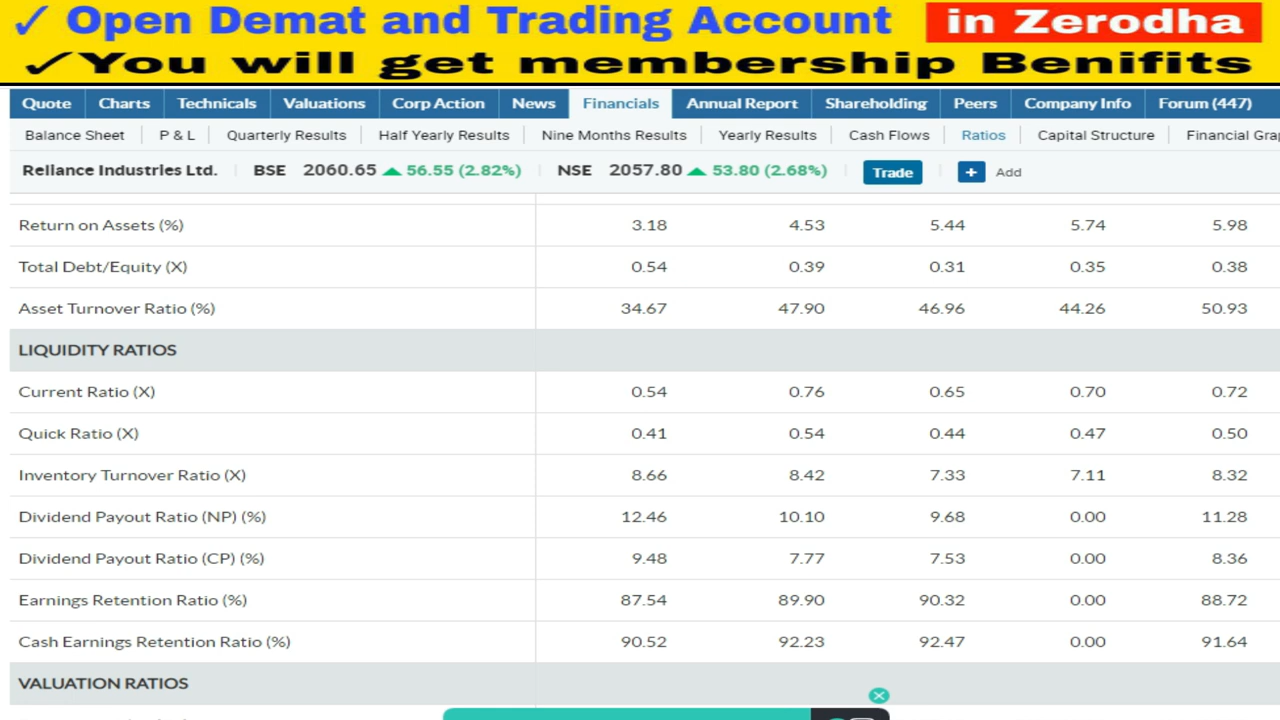 ✓ Open Demat and Trading Account in Zerodha
✓You will get membership Benifits
Quote Charts Technicals Valuations Corp Action News Financials Annual Report Shareholding Peers Company Info Forum (447)
Balance Sheet P & L Quarterly Results Half Yearly Results Nine Months Results Yearly Results Cash Flows Ratios Capital Structure Financial Gra
Reliance Industries Ltd. BSE 2060.65 ▲ 56.55 (2.82%) NSE 2057.80 ▲ 53.80 (2.68%) Trade + Add
Return on Assets (%) 3.18 4.53 5.44 5.74 5.98
Total Debt/Equity (X) 0.54 0.39 0.31 0.35 0.38
Asset Turnover Ratio (%) 34.67 47.90 46.96 44.26 50.93
LIQUIDITY RATIOS
Current Ratio (X) 0.54 0.76 0.65 0.70 0.72
Quick Ratio (X) 0.41 0.54 0.44 0.47 0.50
Inventory Turnover Ratio (X) 8.66 8.42 7.33 7.11 8.32
Dividend Payout Ratio (NP) (%) 12.46 10.10 9.68 0.00 11.28
Dividend Payout Ratio (CP) (%) 9.48 7.77 7.53 0.00 8.36
Earnings Retention Ratio (%) 87.54 89.90 90.32 0.00 88.72
Cash Earnings Retention Ratio (%) 90.52 92.23 92.47 0.00 91.64
VALUATION RATIOS